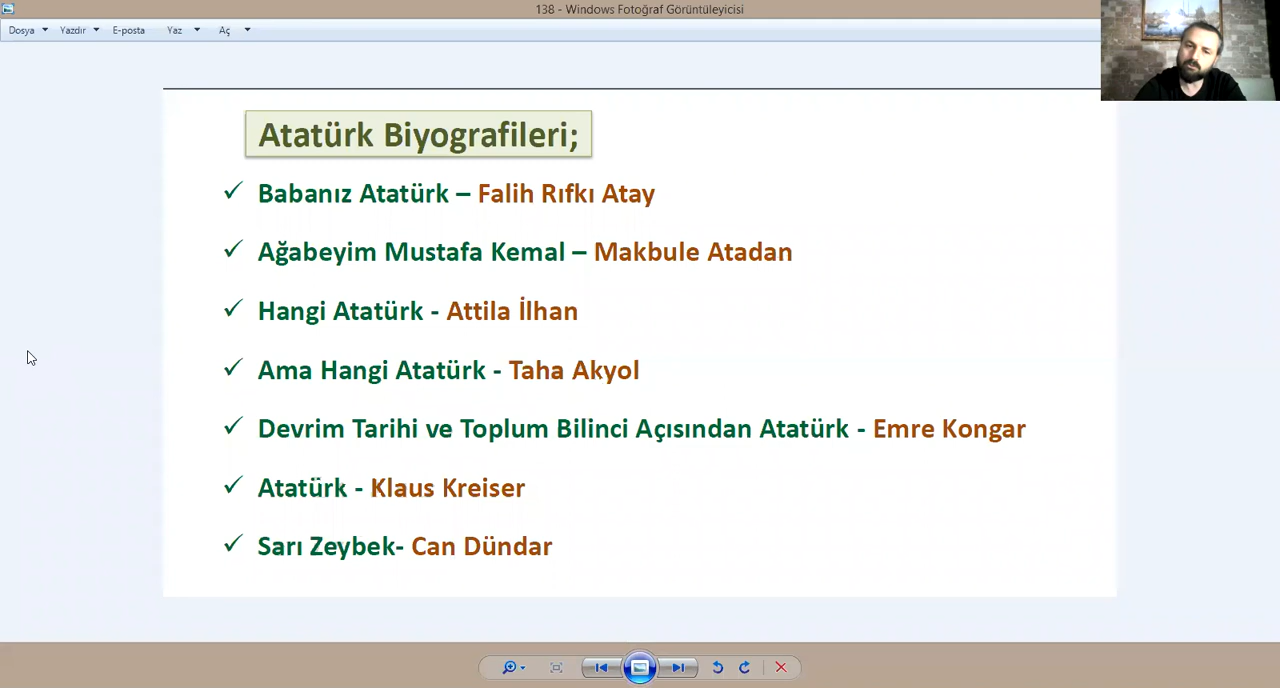 138 - Windows Fotoğraf Görüntüleyicisi
Dosya Yazdır E-posta Yaz Aç
Atatürk Biyografileri;
✓ Babanız Atatürk – Falih Rıfkı Atay
✓ Ağabeyim Mustafa Kemal – Makbule Atadan
✓ Hangi Atatürk - Attila İlhan
✓ Ama Hangi Atatürk - Taha Akyol
✓ Devrim Tarihi ve Toplum Bilinci Açısından Atatürk - Emre Kongar
✓ Atatürk - Klaus Kreiser
✓ Sarı Zeybek- Can Dündar